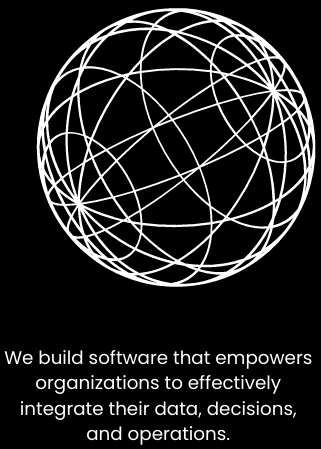 We build software that empowers
organizations to effectively
integrate their data, decisions,
and operations.